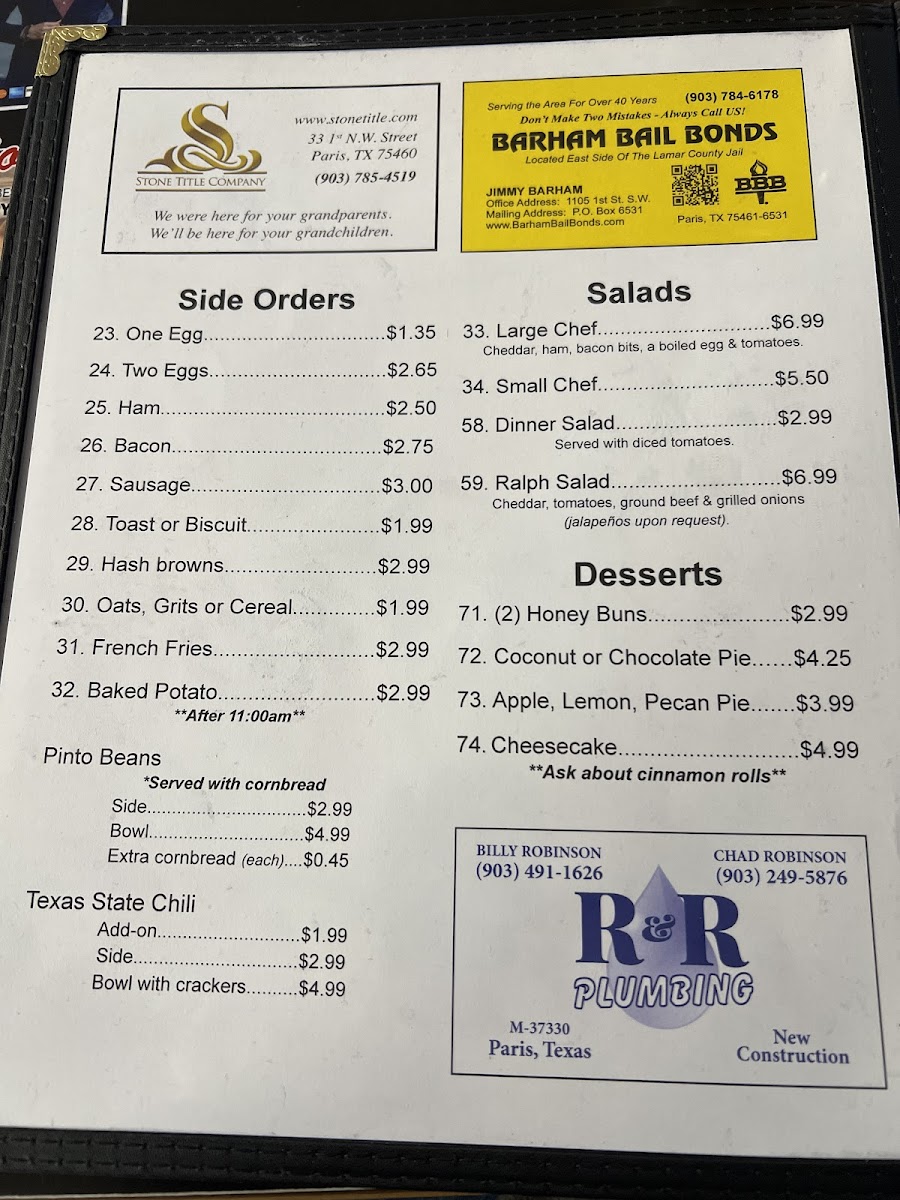 STONE TITLE COMPANY
www.stonetitle.com
33 1st N.W. Street
Paris, TX 75460
(903) 785-4519
We were here for your grandparents.
We'll be here for your grandchildren.
Serving the Area For Over 40 Years (903) 784-6178
Don't Make Two Mistakes - Always Call US!
BARHAM BAIL BONDS
Located East Side Of The Lamar County Jail
JIMMY BARHAM
Office Address: 1105 1st St. S.W.
Mailing Address: P.O. Box 6531
www.BarhamBailBonds.com
BBB
Paris, TX 75461-6531
Side Orders
23. One Egg..............................$1.35
24. Two Eggs.............................$2.65
25. Ham.....................................$2.50
26. Bacon...................................$2.75
27. Sausage................................$3.00
28. Toast or Biscuit......................$1.99
29. Hash browns.........................$2.99
30. Oats, Grits or Cereal.............$1.99
31. French Fries..........................$2.99
32. Baked Potato.........................$2.99
**After 11:00am**
Pinto Beans
*Served with cornbread
Side.............................$2.99
Bowl............................$4.99
Extra cornbread (each)....$0.45
Texas State Chili
Add-on.........................$1.99
Side.............................$2.99
Bowl with crackers.........$4.99
Salads
33. Large Chef............................$6.99
Cheddar, ham, bacon bits, a boiled egg & tomatoes.
34. Small Chef.............................$5.50
58. Dinner Salad..........................$2.99
Served with diced tomatoes.
59. Ralph Salad............................$6.99
Cheddar, tomatoes, ground beef & grilled onions
(jalapeños upon request).
Desserts
71. (2) Honey Buns.......................$2.99
72. Coconut or Chocolate Pie......$4.25
73. Apple, Lemon, Pecan Pie.......$3.99
74. Cheesecake.............................$4.99
**Ask about cinnamon rolls**
BILLY ROBINSON
(903) 491-1626
CHAD ROBINSON
(903) 249-5876
R&R
PLUMBING
M-37330
Paris, Texas
New
Construction